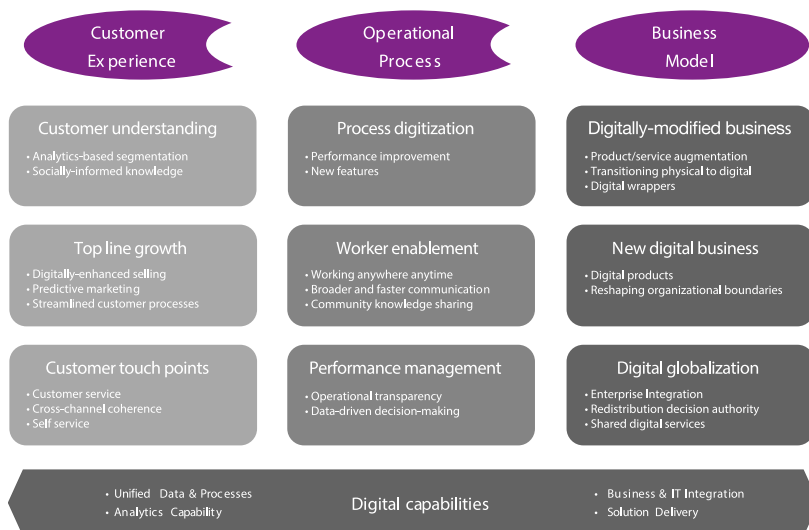 Customer
Experience
Operational
Process
Business
Model
Customer understanding
• Analytics-based segmentation
• Socially-informed knowledge
Process digitization
• Performance improvement
• New features
Digitally-modified business
• Product/service augmentation
• Transitioning physical to digital
• Digital wrappers
Top line growth
• Digitally-enhanced selling
• Predictive marketing
• Streamlined customer processes
Worker enablement
• Working anywhere anytime
• Broader and faster communication
• Community knowledge sharing
New digital business
• Digital products
• Reshaping organizational boundaries
Customer touch points
• Customer service
• Cross-channel coherence
• Self service
Performance management
• Operational transparency
• Data-driven decision-making
Digital globalization
• Enterprise Integration
• Redistribution decision authority
• Shared digital services
• Unified Data & Processes
• Analytics Capability
Digital capabilities
• Business & IT Integration
• Solution Delivery